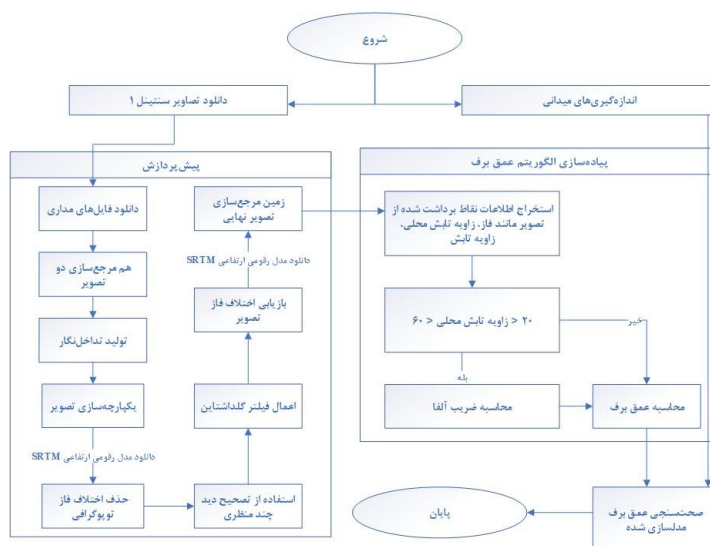 شروع
دانلود تصاویر سنتینل ۱
اندازه‌گیری‌های میدانی
پیش‌پردازش
دانلود فایل‌های مداری
هم مرجع‌سازی دو
تصویر
تولید تداخل‌نگار
یکپارچه‌سازی تصویر
دانلود مدل رقومی ارتفاعی SRTM
حذف اختلاف فاز
توپوگرافی
استفاده از تصحیح دید
چند منظری
اعمال فیلتر گلداشتاین
بازیابی اختلاف فاز
تصویر
دانلود مدل رقومی ارتفاعی SRTM
زمین مرجع‌سازی
تصویر نهایی
پیاده‌سازی الگوریتم عمق برف
استخراج اطلاعات نقاط برداشت شده از
تصویر مانند فاز، زاویه تابش محلی،
زاویه تابش
۲۰ < زاویه تابش محلی < ۶۰
خیر
بله
محاسبه ضریب آلفا
محاسبه عمق برف
صحت‌سنجی عمق برف
مدلسازی شده
پایان